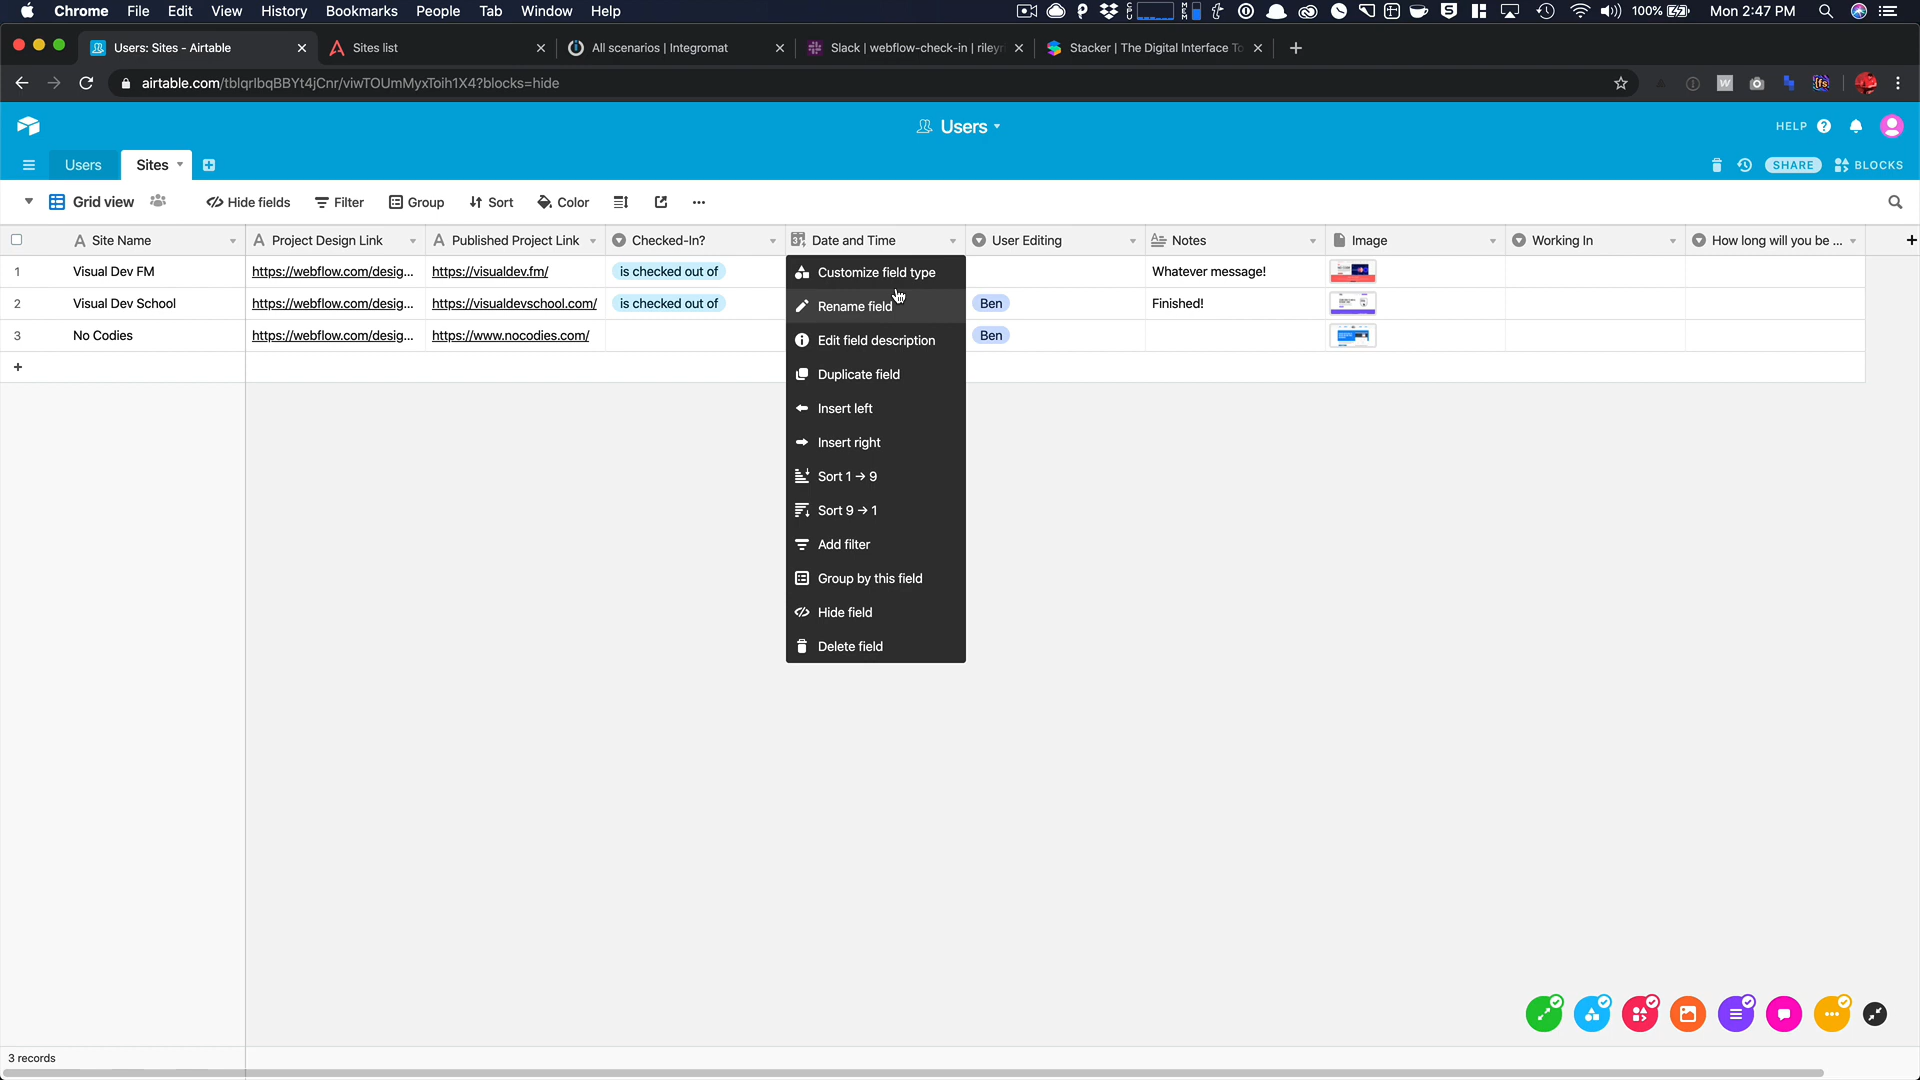 Chrome File Edit View History Bookmarks People Tab Window Help 100% Mon 2:47 PM
Users: Sites - Airtable Sites list All scenarios | Integromat Slack | webflow-check-in | rileyr Stacker | The Digital Interface To
airtable.com/tblqrlbqBBYt4jCnr/viwTOUmMyxToih1X4?blocks=hide
Users HELP
Users Sites SHARE BLOCKS
Grid view Hide fields Filter Group Sort Color
Site Name Project Design Link Published Project Link Checked-In? Date and Time User Editing Notes Image Working In How long will you be ...
1 Visual Dev FM https://webflow.com/desig... https://visualdev.fm/ is checked out of Whatever message!
2 Visual Dev School https://webflow.com/desig... https://visualdevschool.com/ is checked out of Ben Finished!
3 No Codies https://webflow.com/desig... https://www.nocodies.com/ Ben
Customize field type
Rename field
Edit field description
Duplicate field
Insert left
Insert right
Sort 1 → 9
Sort 9 → 1
Add filter
Group by this field
Hide field
Delete field
3 records